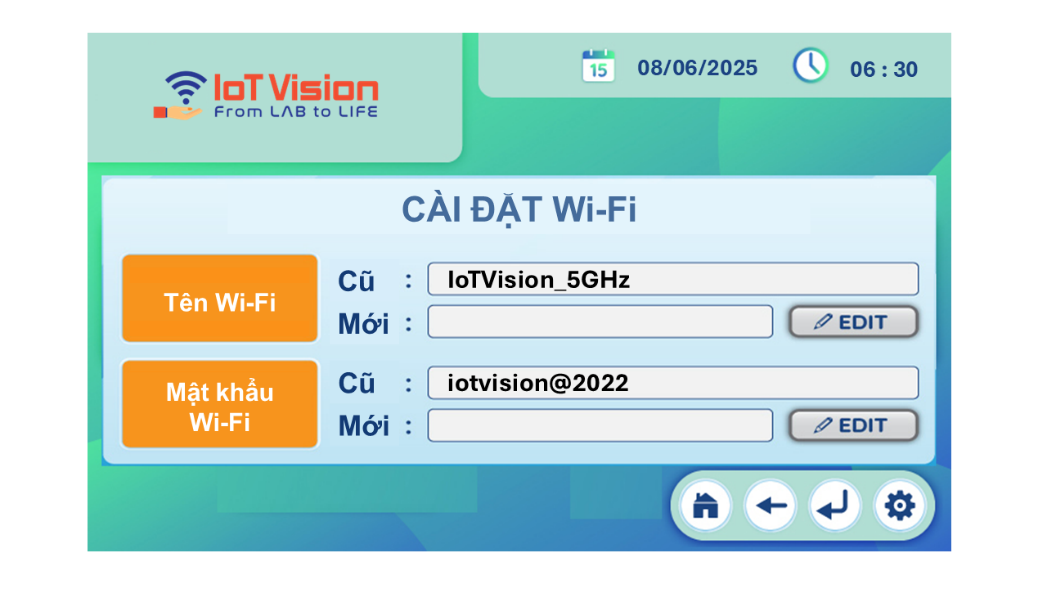 IoT Vision
From LAB to LIFE
15
08/06/2025
06 : 30
CÀI ĐẶT Wi-Fi
Tên Wi-Fi
Cũ : IoTVision_5GHz
Mới : EDIT
Mật khẩu
Wi-Fi
Cũ : iotvision@2022
Mới : EDIT